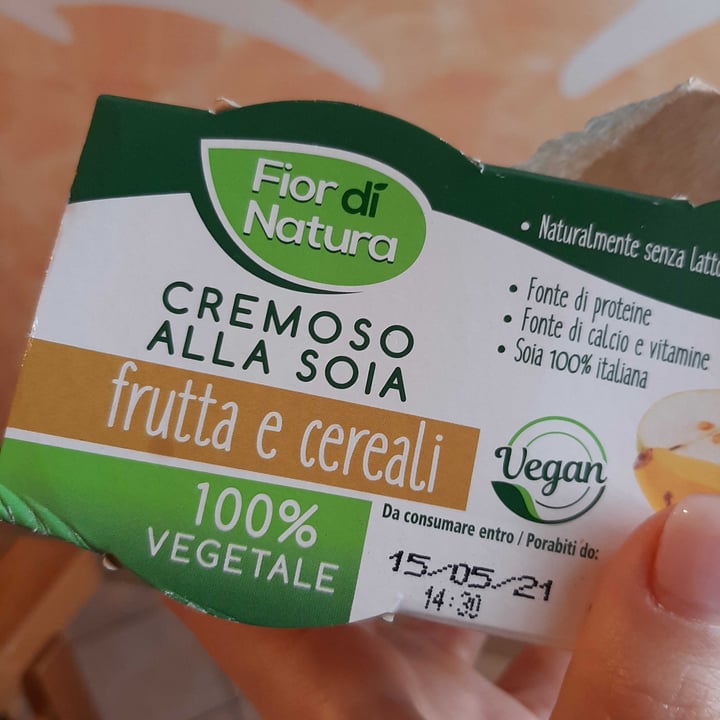 Fior di
Natura
CREMOSO
ALLA SOIA
frutta e cereali
100%
VEGETALE
• Naturalmente senza
• Fonte di proteine
• Fonte di calcio e vitamine
• Soia 100% italiana
Vegan
Da consumare entro / Porabiti do:
15/05/21
14:30